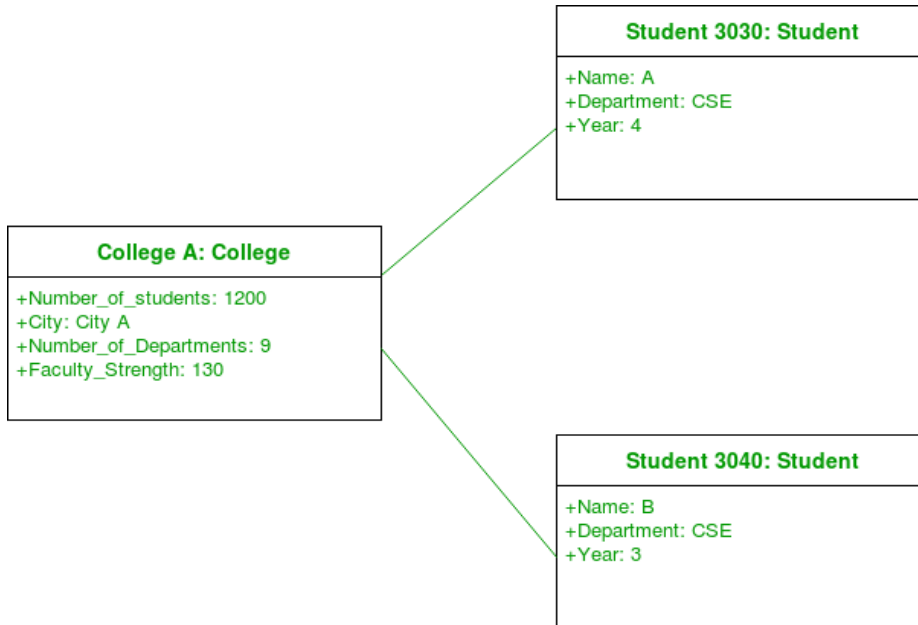 Student 3030: Student
+Name: A
+Department: CSE
+Year: 4
College A: College
+Number_of_students: 1200
+City: City A
+Number_of_Departments: 9
+Faculty_Strength: 130
Student 3040: Student
+Name: B
+Department: CSE
+Year: 3